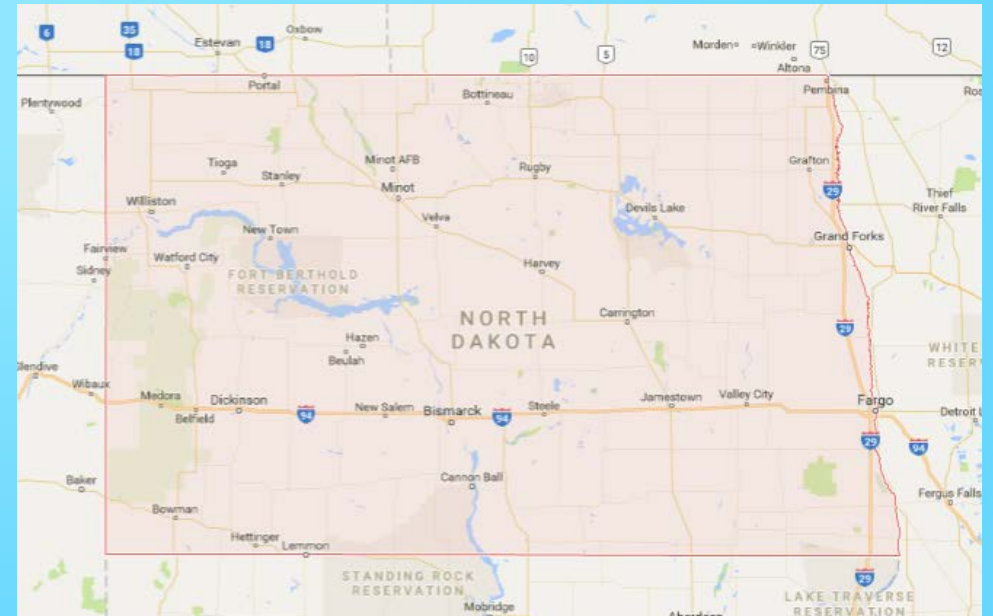 6
35
18
Estevan
18
Oxbow
10
5
Morden
Winkler
75
12
Altona
Portal
Pembina
Plentywood
Bottineau
Tioga
Stanley
Minot AFB
Minot
Rugby
Grafton
29
Williston
Velva
Devils Lake
Thief
River Falls
New Town
Grand Forks
Fairview
Sidney
Watford City
FORT BERTHOLD
RESERVATION
Harvey
NORTH
DAKOTA
Carrington
29
Hazen
Beulah
WHITE
RESER
Glendive
Wibaux
Medora
Belfield
Dickinson
94
New Salem
Bismarck
94
Steele
Jamestown
Valley City
Fargo
Detroit L
29
94
Baker
Cannon Ball
Fergus Falls
Bowman
Hettinger
Lemmon
STANDING ROCK
RESERVATION
Mobridge
29
LAKE TRAVERSE
RESERVATION